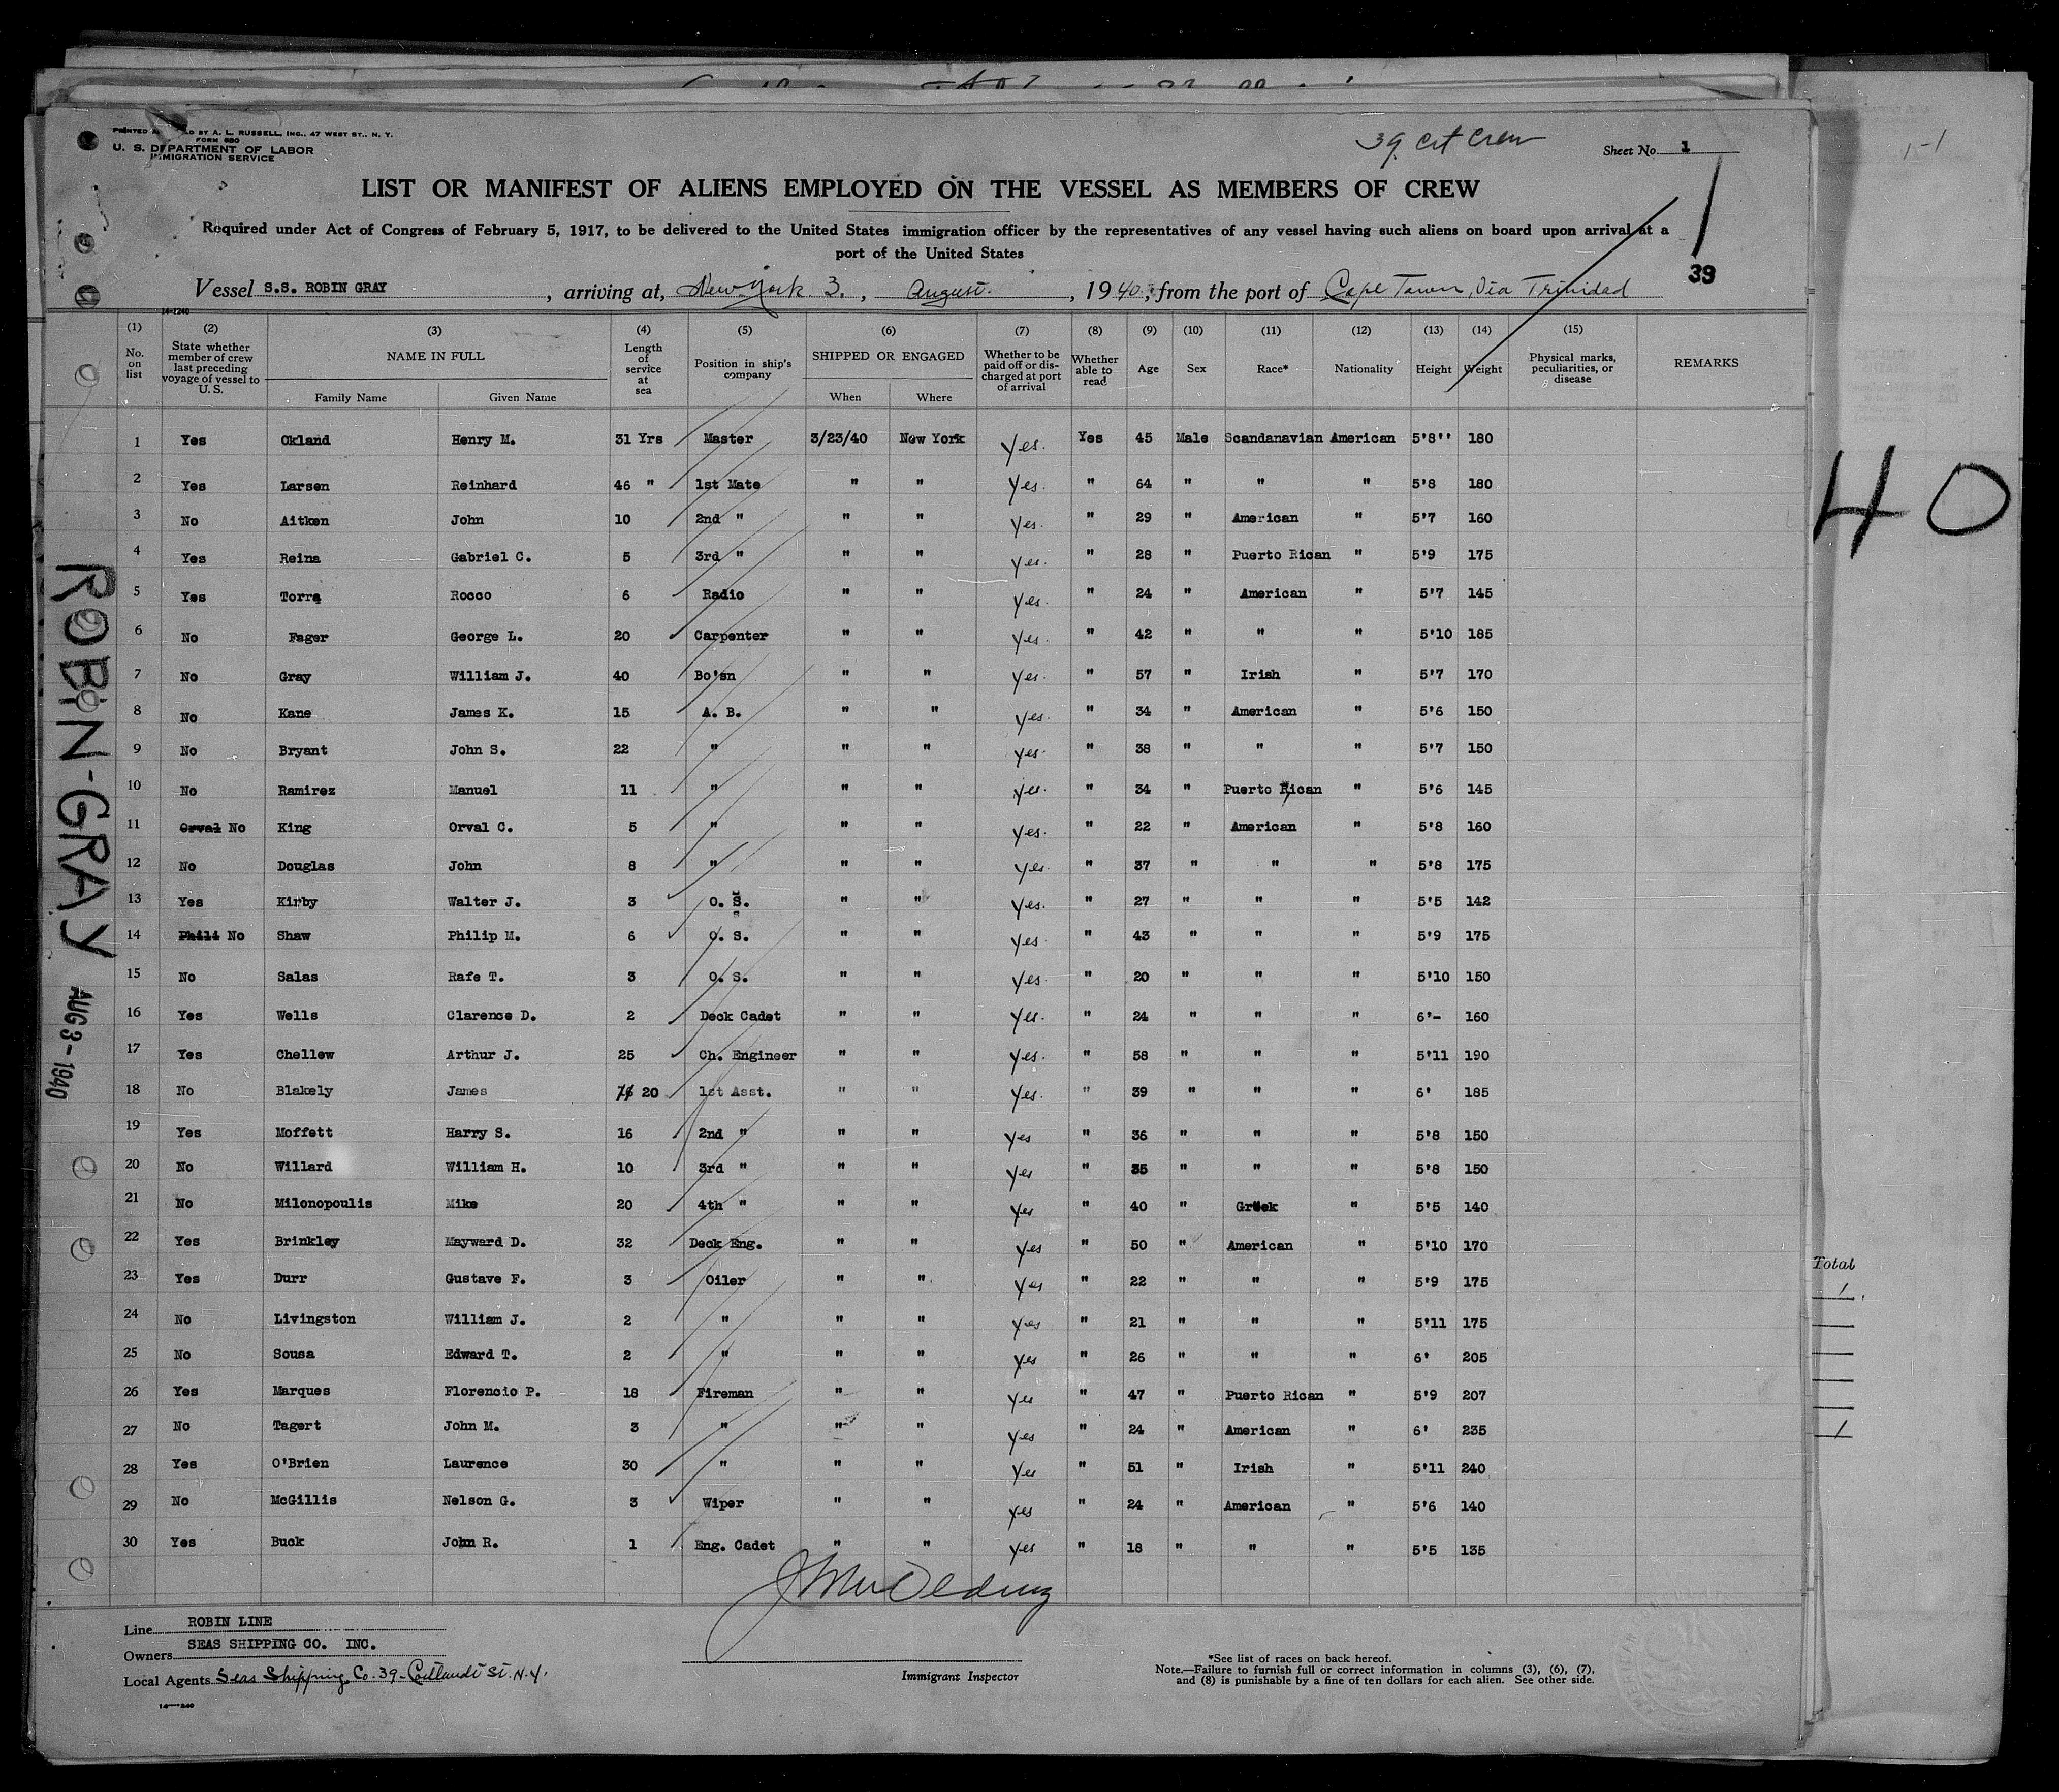 PRINTED BY A. L. RUSSELL, INC., 47 WEST ST., N. Y.
FORM 680
U. S. DEPARTMENT OF LABOR
IMMIGRATION SERVICE
39 Cit Crew
Sheet No. 1
LIST OR MANIFEST OF ALIENS EMPLOYED ON THE VESSEL AS MEMBERS OF CREW
Required under Act of Congress of February 5, 1917, to be delivered to the United States immigration officer by the representatives of any vessel having such aliens on board upon arrival at a
port of the United States
39
Vessel S.S. ROBIN GRAY, arriving at, New York 3., August., 1940, from the port of Cape Town, Via Trinidad
14-1240
(1) No. on list (2) State whether member of crew last preceding voyage of vessel to U. S. (3) NAME IN FULL Family Name Given Name (4) Length of service at sea (5) Position in ship's company (6) SHIPPED OR ENGAGED When Where (7) Whether to be paid off or discharged at port of arrival (8) Whether able to read (9) Age (10) Sex (11) Race* (12) Nationality (13) Height (14) Weight (15) Physical marks, peculiarities, or disease REMARKS
1 Yes Okland Henry M. 31 Yrs Master 3/23/40 New York Yes. Yes 45 Male Scandanavian American 5'8'' 180
2 Yes Larsen Reinhard 46 " 1st Mate " " Yes. " 64 " " " 5'8 180
3 No Aitken John 10 2nd " " " Yes. " 29 " American " 5'7 160
4 Yes Reina Gabriel C. 5 3rd " " " Yes. " 28 " Puerto Rican " 5'9 175
5 Yes Torra Rocco 6 Radio " " Yes. " 24 " American " 5'7 145
6 No Fager George L. 20 Carpenter " " Yes. " 42 " " " 5'10 185
7 No Gray William J. 40 Bo'sn " " Yes. " 57 " Irish " 5'7 170
8 No Kane James K. 15 A. B. " " Yes. " 34 " American " 5'6 150
9 No Bryant John S. 22 " " " Yes. " 38 " " " 5'7 150
10 No Ramirez Manuel 11 " " " Yes. " 34 " Puerto Rican " 5'6 145
11 Orval No King Orval C. 5 " " " Yes. " 22 " American " 5'8 160
12 No Douglas John 8 " " " Yes. " 37 " " " 5'8 175
13 Yes Kirby Walter J. 3 O. S. " " Yes. " 27 " " " 5'5 142
14 Phili No Shaw Philip M. 6 O. S. " " Yes. " 43 " " " 5'9 175
15 No Salas Rafe T. 3 O. S. " " Yes. " 20 " " " 5'10 150
16 Yes Wells Clarence D. 2 Deck Cadet " " Yes. " 24 " " " 6'- 160
17 Yes Chellew Arthur J. 25 Ch. Engineer " " Yes. " 58 " " " 5'11 190
18 No Blakely James 20 1st Asst. " " Yes. " 39 " " " 6' 185
19 Yes Moffett Harry S. 16 2nd " " " Yes " 36 " " " 5'8 150
20 No Willard William H. 10 3rd " " " Yes " 35 " " " 5'8 150
21 No Milonopoulis Mike 20 4th " " " Yes " 40 " Greek " 5'5 140
22 Yes Brinkley Mayward D. 32 Deck Eng. " " Yes " 50 " American " 5'10 170
23 Yes Durr Gustave F. 3 Oiler " " Yes " 22 " " " 5'9 175
24 No Livingston William J. 2 " " " Yes " 21 " " " 5'11 175
25 No Sousa Edward T. 2 " " " Yes " 26 " " " 6' 205
26 Yes Marques Florencio P. 18 Fireman " " Yes " 47 " Puerto Rican " 5'9 207
27 No Tagert John M. 3 " " " Yes " 24 " American " 6' 235
28 Yes O'Brien Laurence 30 " " " Yes " 51 " Irish " 5'11 240
29 No McGillis Nelson G. 3 Wiper " " Yes " 24 " American " 5'6 140
30 Yes Buck John R. 1 Eng. Cadet " " Yes " 18 " " " 5'5 135
Line ROBIN LINE
Owners SEAS SHIPPING CO. INC.
Local Agents Seas Shipping Co. 39-Cortlandt St. N.Y.
14-1240
Immigrant Inspector
*See list of races on back hereof.
Note.—Failure to furnish full or correct information in columns (3), (6), (7),
and (8) is punishable by a fine of ten dollars for each alien. See other side.
ROBIN-GRAY
AUG 3-1940
40
Total